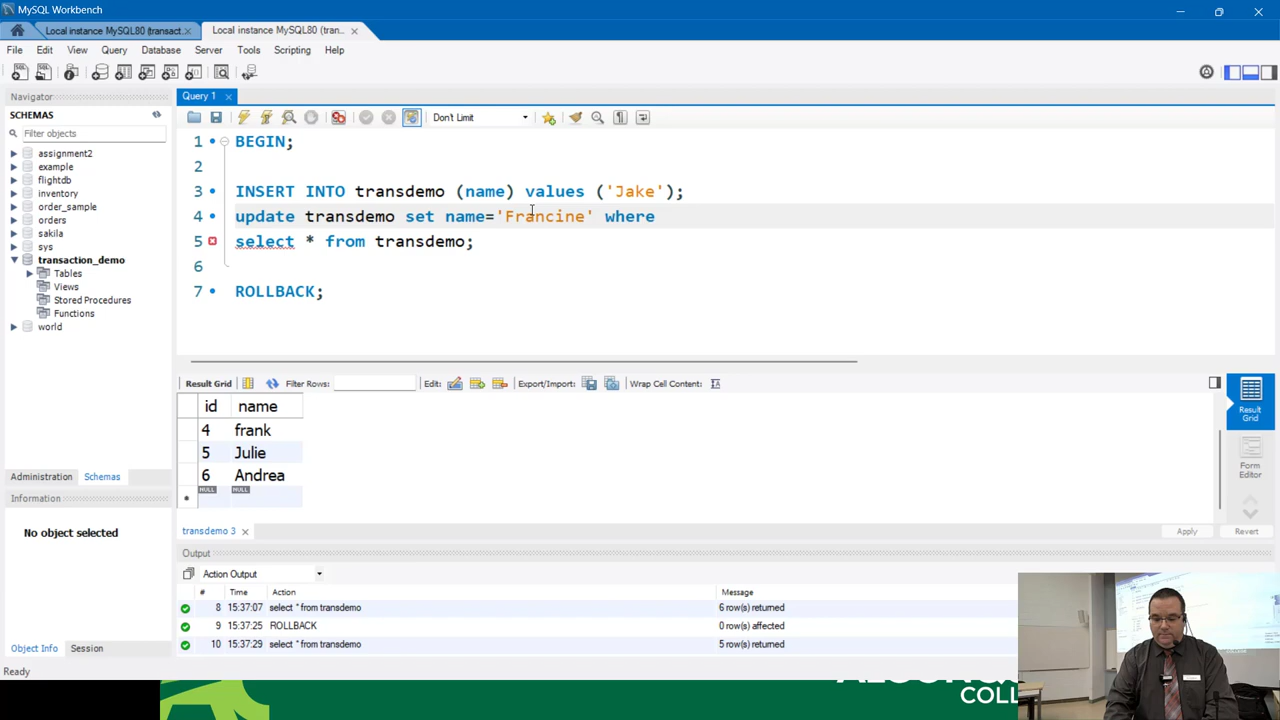 MySQL Workbench
Local instance MySQL80 (transact...
Local instance MySQL80 (tran...
File Edit View Query Database Server Tools Scripting Help
Navigator
SCHEMAS
Filter objects
assignment2
example
flightdb
inventory
order_sample
orders
sakila
sys
transaction_demo
Tables
Views
Stored Procedures
Functions
world
Administration Schemas
Information
No object selected
Object Info Session
Ready
Query 1
Don't Limit
1 BEGIN;
2
3 INSERT INTO transdemo (name) values ('Jake');
4 update transdemo set name='Francine' where
5 select * from transdemo;
6
7 ROLLBACK;
Result Grid Filter Rows: Edit: Export/Import: Wrap Cell Content:
id name
4 frank
5 Julie
6 Andrea
NULL NULL
Result Grid
Form Editor
transdemo 3
Apply Revert
Output
Action Output
# Time Action Message
8 15:37:07 select * from transdemo 6 row(s) returned
9 15:37:25 ROLLBACK 0 row(s) affected
10 15:37:29 select * from transdemo 5 row(s) returned